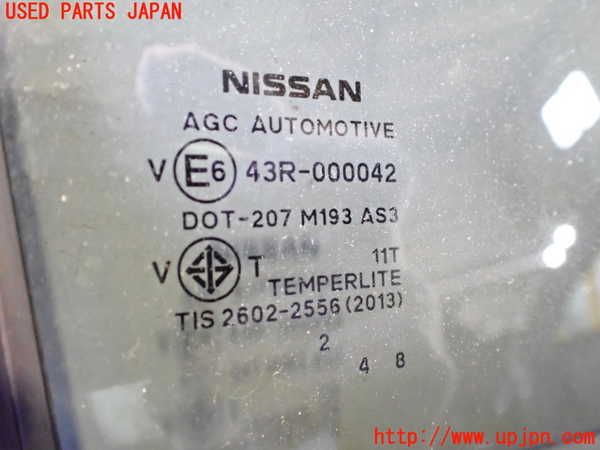 USED PARTS JAPAN
NISSAN
AGC AUTOMOTIVE
V E6 43R-000042
DOT-207 M193 AS3
V T 11T
TEMPERLITE
TIS 2602-2556 (2013)
2
4 8
http://www.upjpn.com